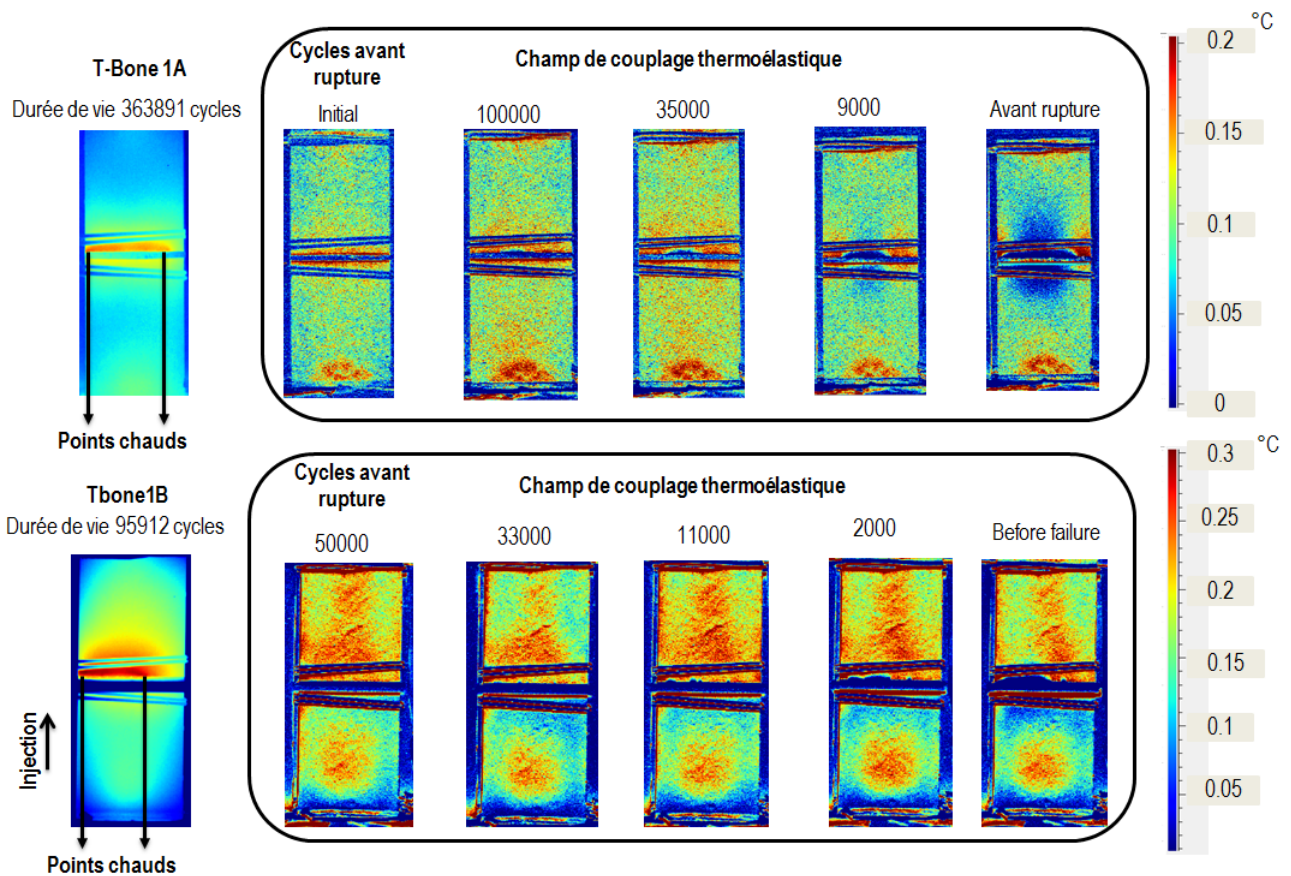 T-Bone 1A
Durée de vie 363891 cycles
Points chauds
Cycles avant
rupture
Champ de couplage thermoélastique
Initial
100000
35000
9000
Avant rupture
°C
0.2
0.15
0.1
0.05
0
Tbone1B
Durée de vie 95912 cycles
Injection
Points chauds
Cycles avant
rupture
Champ de couplage thermoélastique
50000
33000
11000
2000
Before failure
°C
0.3
0.25
0.2
0.15
0.1
0.05